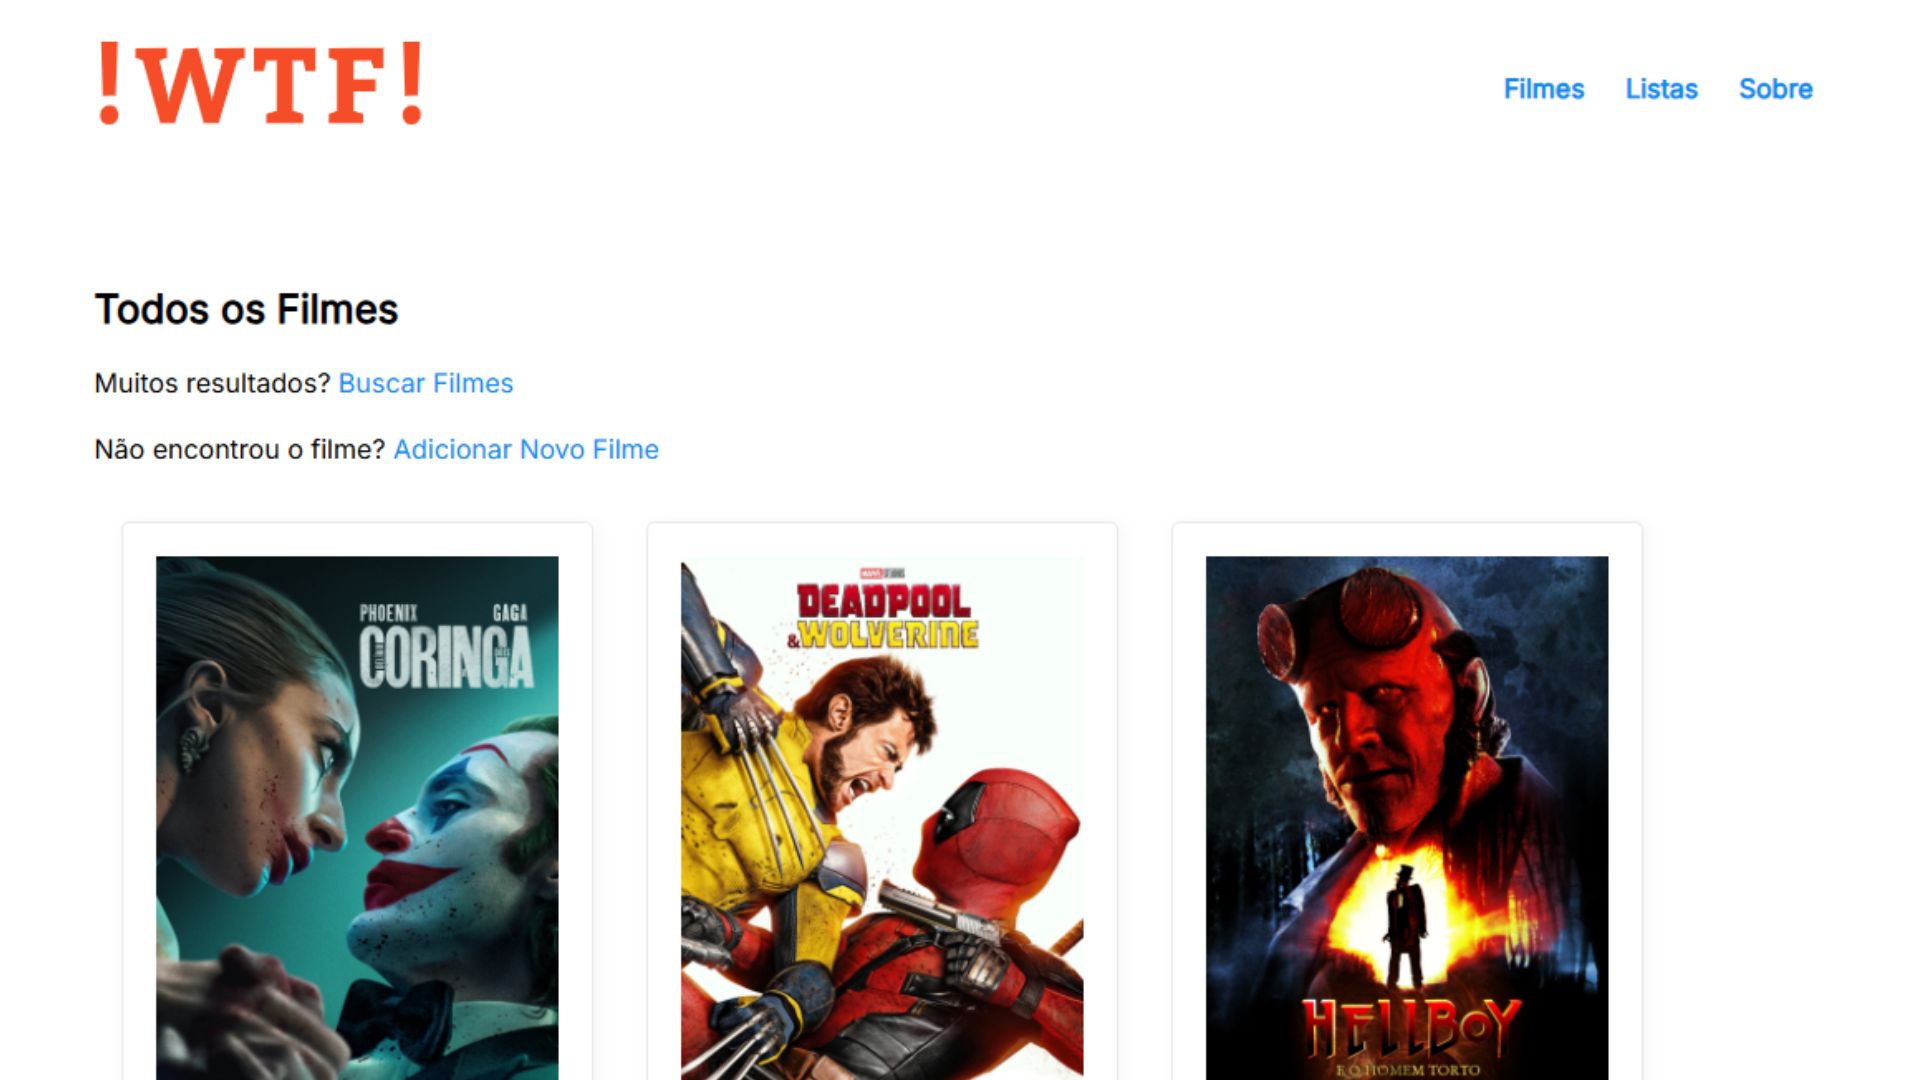 !WTF!
Filmes Listas Sobre
Todos os Filmes
Muitos resultados? Buscar Filmes
Não encontrou o filme? Adicionar Novo Filme
PHOENIX GAGA
CORINGA
DEADPOOL
&WOLVERINE
HELLBOY
E O HOMEM TORTO